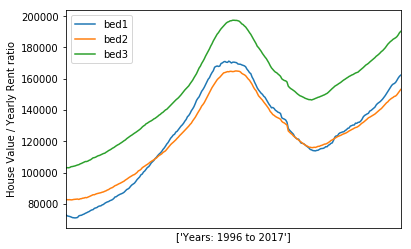 200000
180000
160000
140000
120000
100000
80000
House Value / Yearly Rent ratio
bed1
bed2
bed3
['Years: 1996 to 2017']